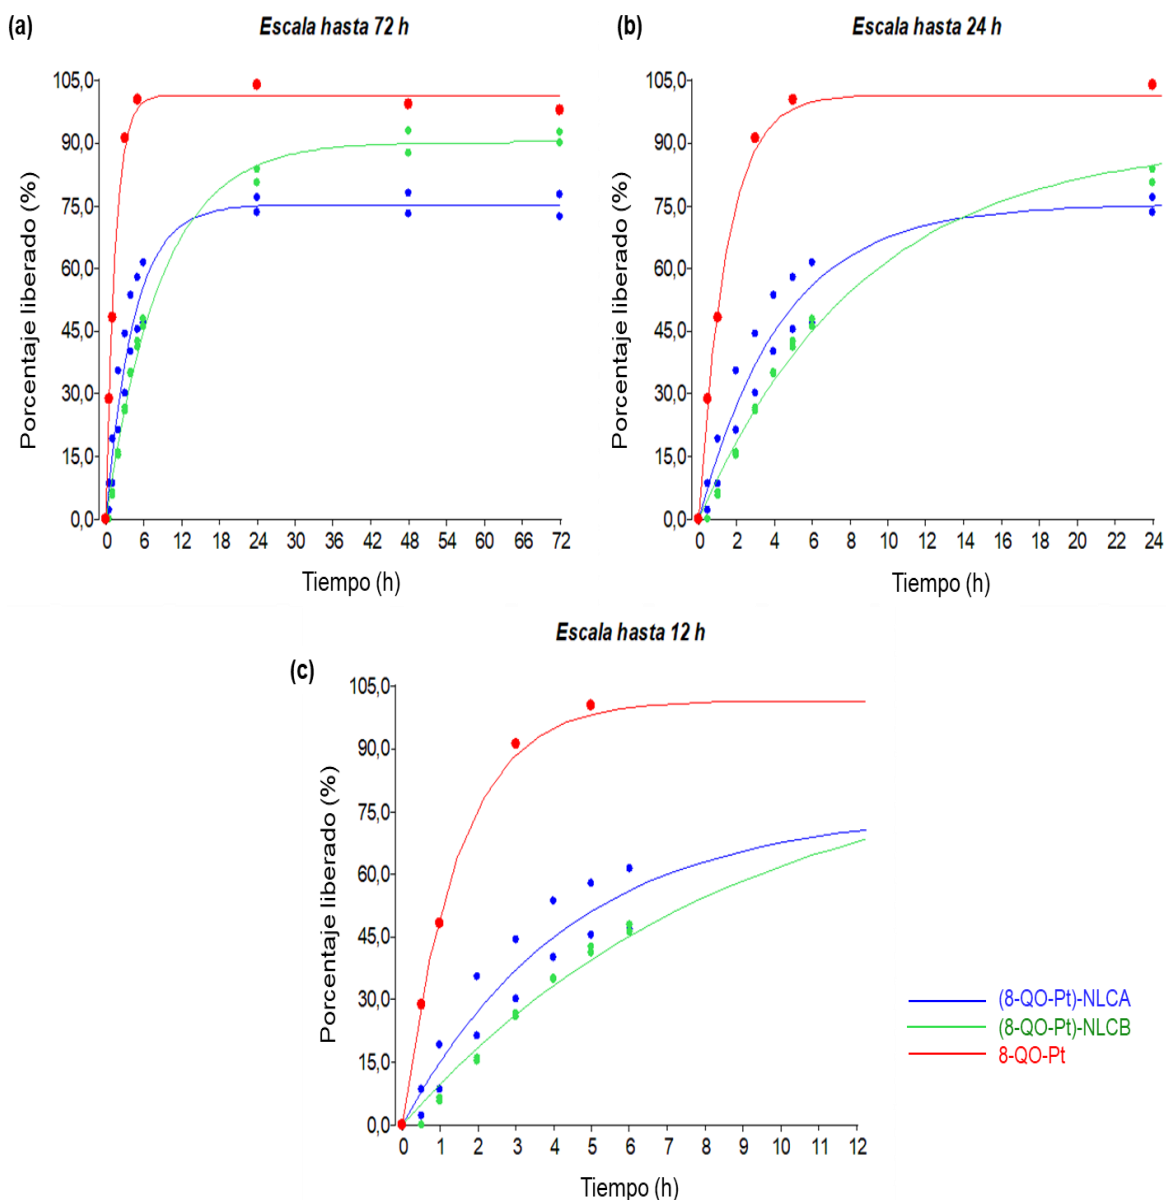 (a)
Escala hasta 72 h
105,0
90,0
75,0
60,0
45,0
30,0
15,0
0,0
Porcentaje liberado (%)
0 6 12 24 30 36 42 48 54 60 66 72
Tiempo (h)
(b)
Escala hasta 24 h
105,0
90,0
75,0
60,0
45,0
30,0
15,0
0,0
Porcentaje liberado (%)
0 2 4 6 8 10 12 14 16 18 20 22 24
Tiempo (h)
(c)
Escala hasta 12 h
105,0
90,0
75,0
60,0
45,0
30,0
15,0
0,0
Porcentaje liberado (%)
0 1 2 3 4 5 6 7 8 9 10 11 12
Tiempo (h)
(8-QO-Pt)-NLCA
(8-QO-Pt)-NLCB
8-QO-Pt